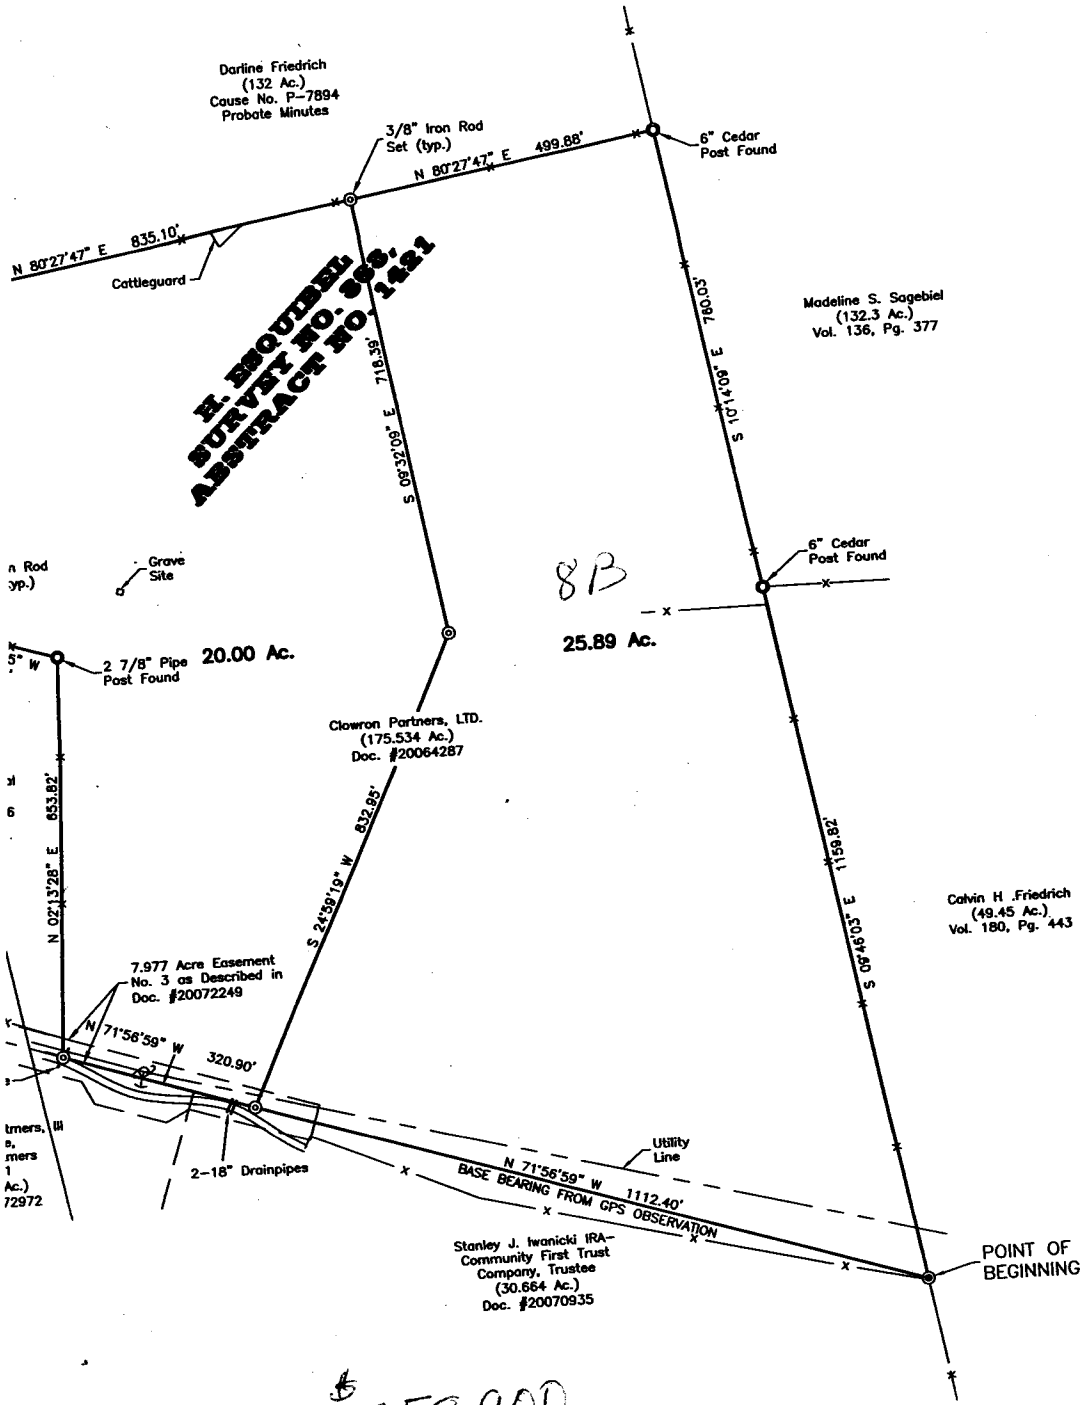 Darline Friedrich
(132 Ac.)
Cause No. P-7894
Probate Minutes
3/8" Iron Rod
Set (typ.)
6" Cedar
Post Found
N 80°27'47" E 499.88'
N 80°27'47" E 835.10'
Cattleguard
H. ESQUIBEL
SURVEY NO. 363,
ABSTRACT NO. 1421
S 09°32'09" E 718.39'
S 10°14'09" E 760.03'
Madeline S. Sagebiel
(132.3 Ac.)
Vol. 136, Pg. 377
6" Cedar
Post Found
n Rod
yp.)
Grave
Site
8B
25.89 Ac.
20.00 Ac.
5" W
2 7/8" Pipe
Post Found
Clowron Partners, LTD.
(175.534 Ac.)
Doc. #20064287
6
N 02°13'28" E 653.82'
S 24°59'19" W 832.95'
S 09°46'03" E 1159.82'
Calvin H .Friedrich
(49.45 Ac.)
Vol. 180, Pg. 443
7.977 Acre Easement
No. 3 as Described in
Doc. #20072249
N 71°56'59" W 320.90'
tmers, III
mers
1
Ac.)
72972
2-18" Drainpipes
Utility
Line
N 71°56'59" W 1112.40'
BASE BEARING FROM GPS OBSERVATION
Stanley J. Iwanicki IRA-
Community First Trust
Company, Trustee
(30.664 Ac.)
Doc. #20070935
POINT OF
BEGINNING
$